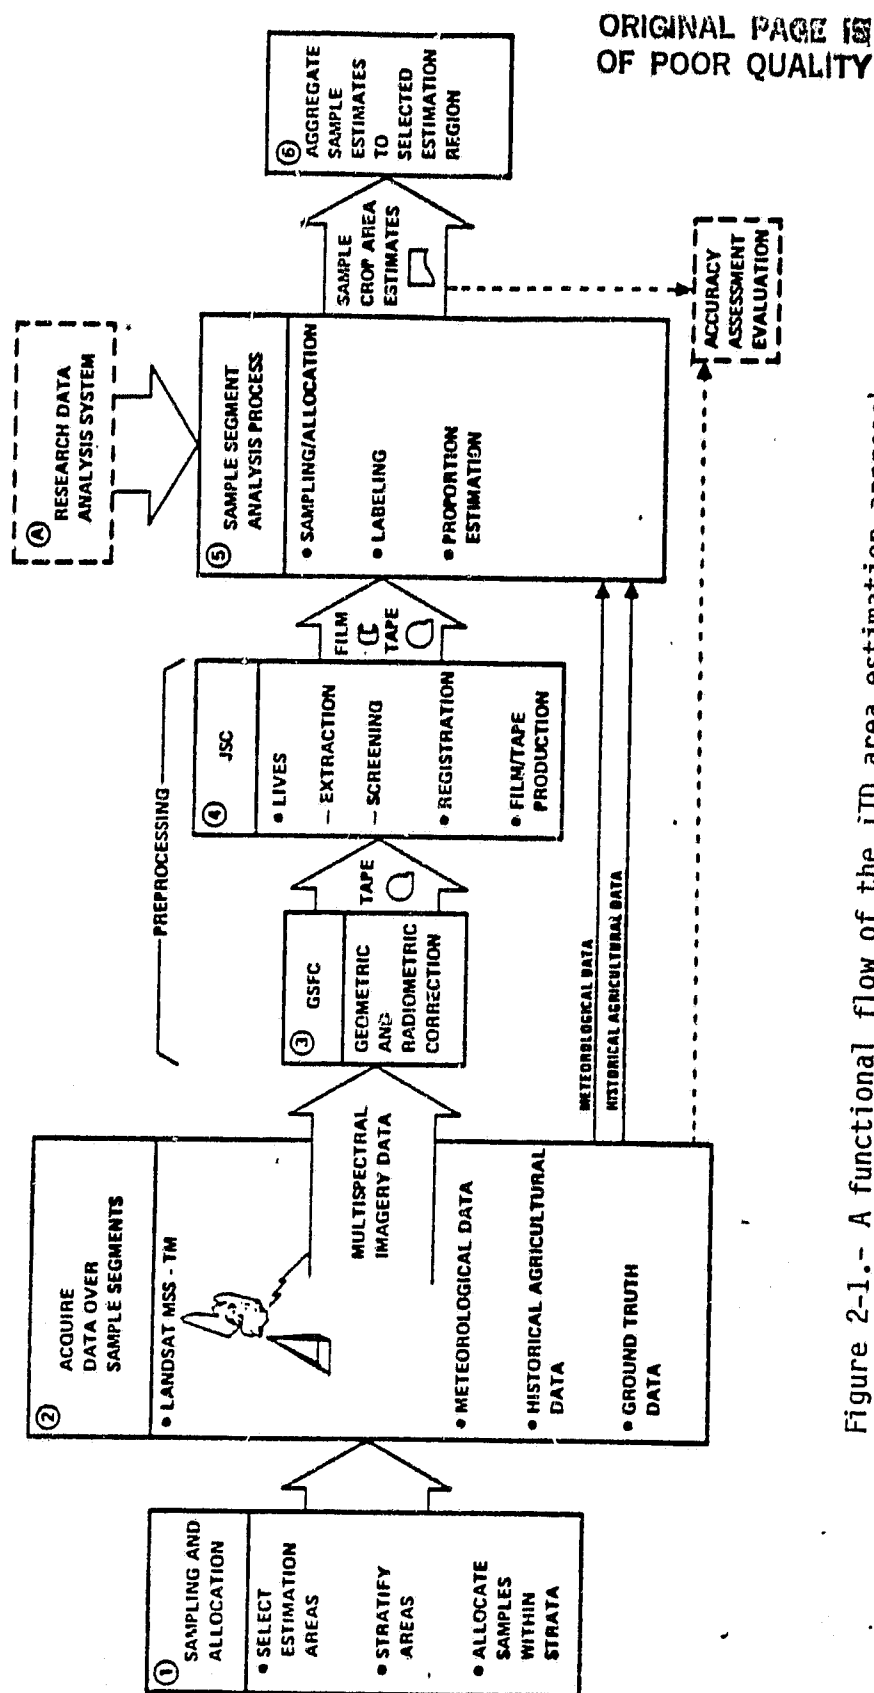 ORIGINAL PAGE IS
OF POOR QUALITY
① SAMPLING AND
ALLOCATION
• SELECT
ESTIMATION
AREAS
• STRATIFY
AREAS
• ALLOCATE
SAMPLES
WITHIN
STRATA
② ACQUIRE
DATA OVER
SAMPLE SEGMENTS
• LANDSAT MSS - TM
MULTISPECTRAL
IMAGERY DATA
• METEOROLOGICAL DATA
• HISTORICAL AGRICULTURAL
DATA
• GROUND TRUTH
DATA
PREPROCESSING
③ GSFC
GEOMETRIC
AND
RADIOMETRIC
CORRECTION
TAPE
④ JSC
• LIVES
– EXTRACTION
– SCREENING
• REGISTRATION
• FILM/TAPE
PRODUCTION
FILM
TAPE
METEOROLOGICAL DATA
HISTORICAL AGRICULTURAL DATA
Ⓐ RESEARCH DATA
ANALYSIS SYSTEM
⑤ SAMPLE SEGMENT
ANALYSIS PROCESS
• SAMPLING/ALLOCATION
• LABELING
• PROPORTION
ESTIMATION
SAMPLE
CROP AREA
ESTIMATES
⑥ AGGREGATE
SAMPLE
ESTIMATES
TO
SELECTED
ESTIMATION
REGION
ACCURACY
ASSESSMENT
EVALUATION
Figure 2-1.- A functional flow of the iTD area estimation